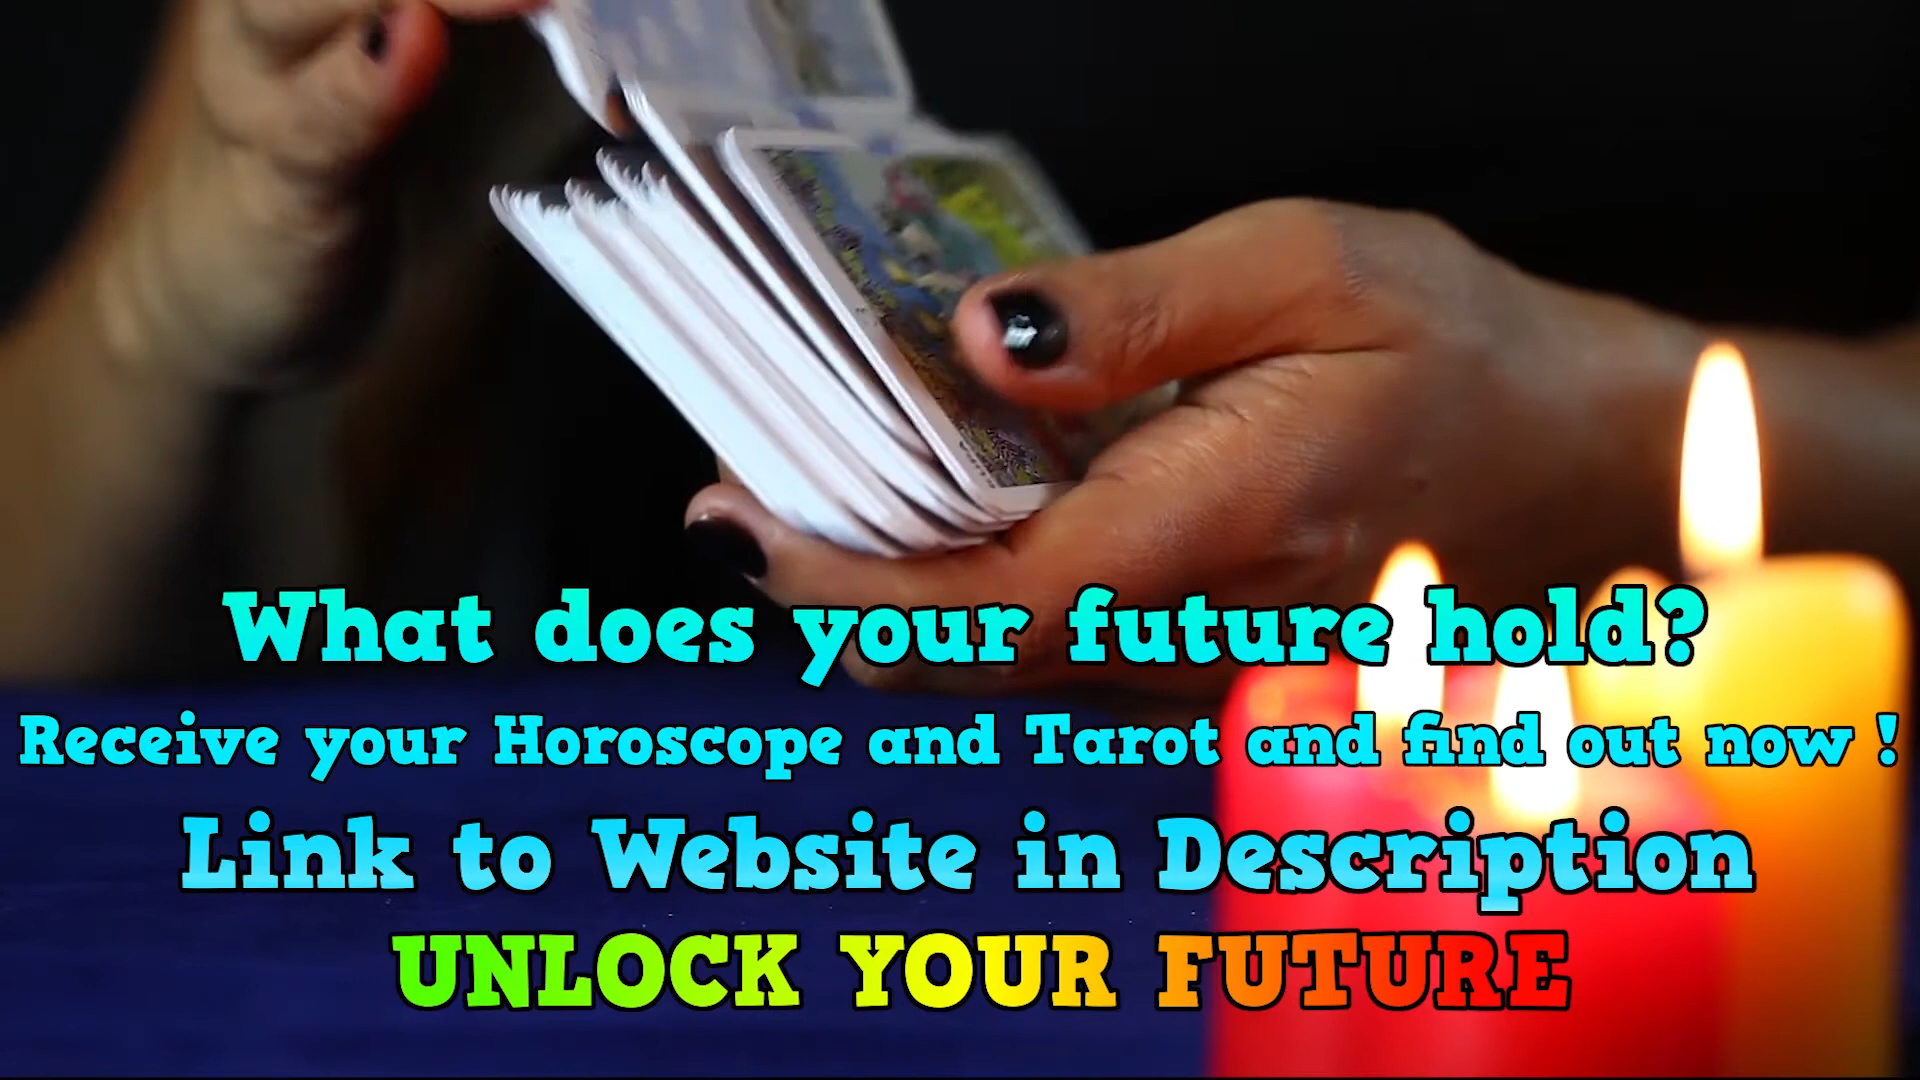 What does your future hold?
Receive your Horoscope and Tarot and find out now !
Link to Website in Description
UNLOCK YOUR FUTURE